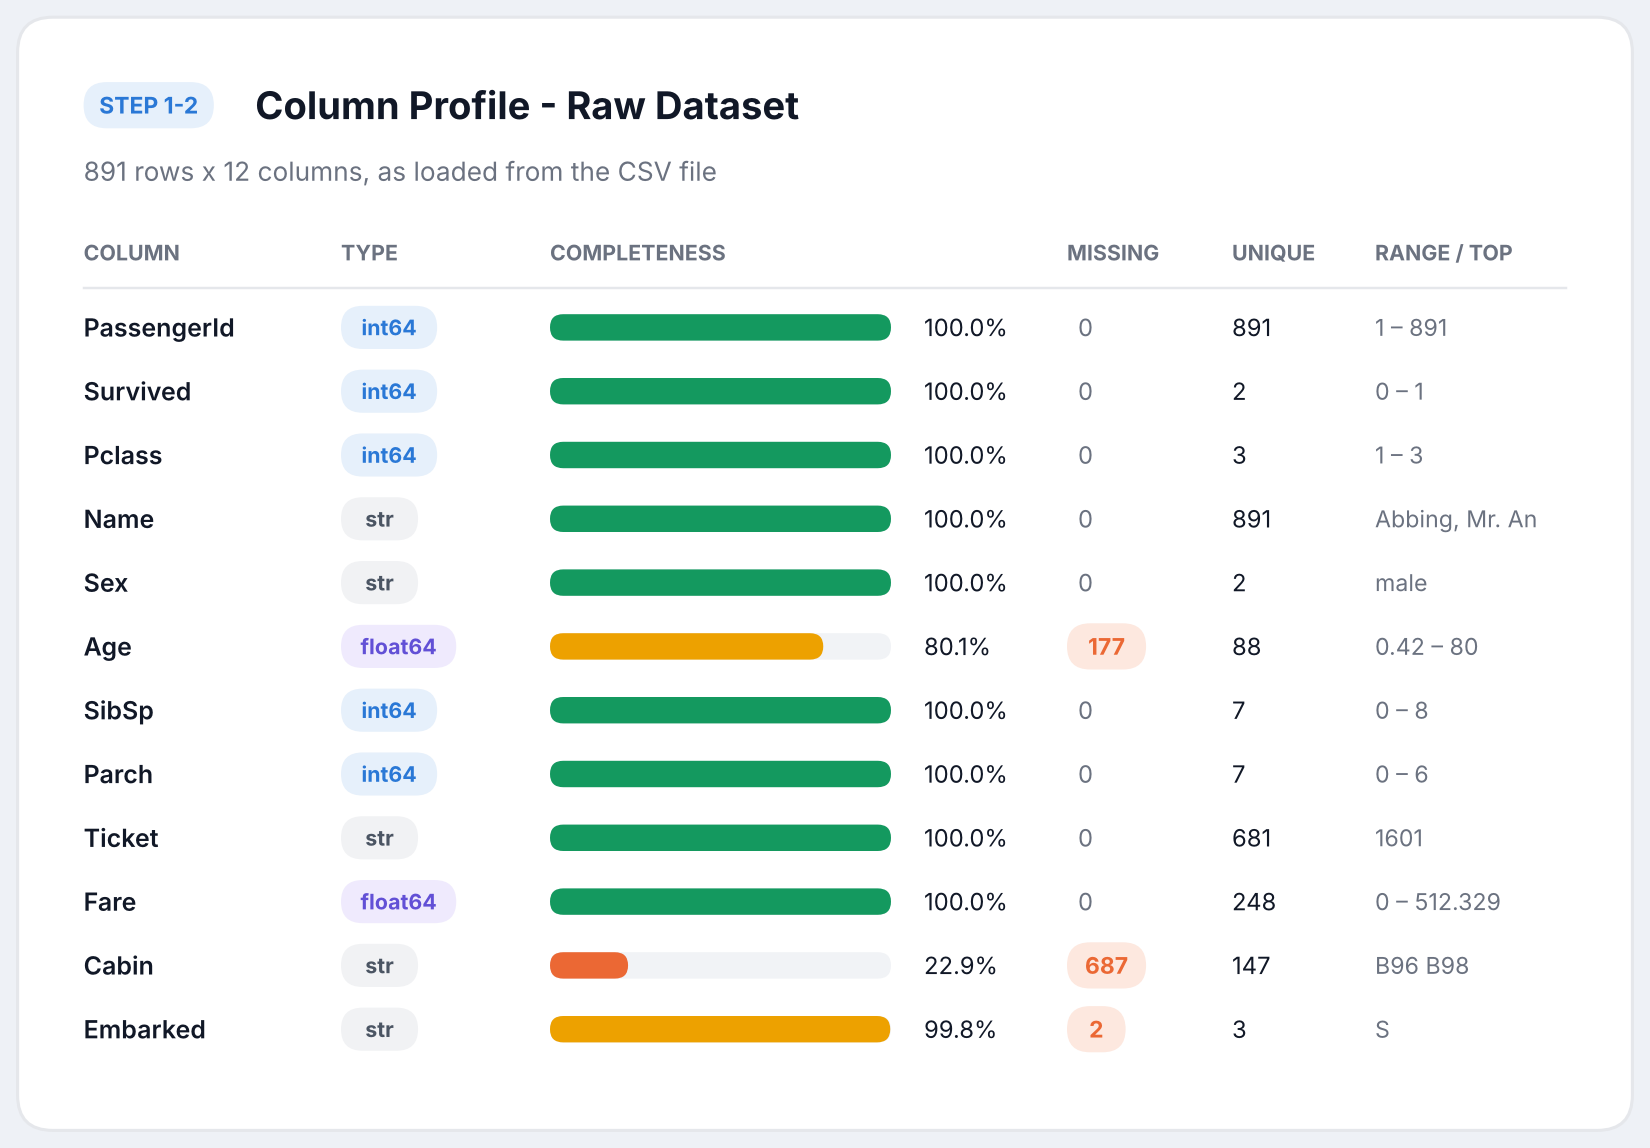 STEP 1-2 Column Profile - Raw Dataset
891 rows x 12 columns, as loaded from the CSV file
COLUMN TYPE COMPLETENESS MISSING UNIQUE RANGE / TOP
PassengerId int64 100.0% 0 891 1 – 891
Survived int64 100.0% 0 2 0 – 1
Pclass int64 100.0% 0 3 1 – 3
Name str 100.0% 0 891 Abbing, Mr. An
Sex str 100.0% 0 2 male
Age float64 80.1% 177 88 0.42 – 80
SibSp int64 100.0% 0 7 0 – 8
Parch int64 100.0% 0 7 0 – 6
Ticket str 100.0% 0 681 1601
Fare float64 100.0% 0 248 0 – 512.329
Cabin str 22.9% 687 147 B96 B98
Embarked str 99.8% 2 3 S